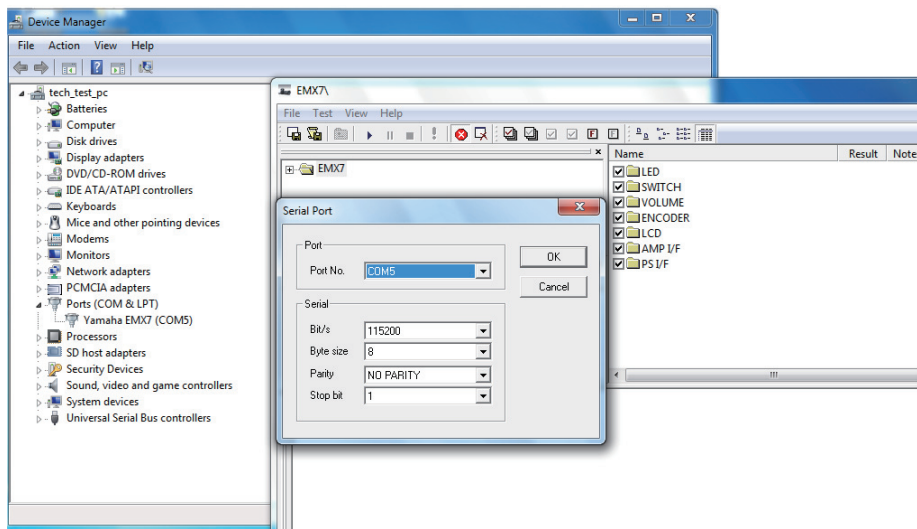 Device Manager
File Action View Help
tech_test_pc
Batteries
Computer
Disk drives
Display adapters
DVD/CD-ROM drives
IDE ATA/ATAPI controllers
Keyboards
Mice and other pointing devices
Modems
Monitors
Network adapters
PCMCIA adapters
Ports (COM & LPT)
Yamaha EMX7 (COM5)
Processors
SD host adapters
Security Devices
Sound, video and game controllers
System devices
Universal Serial Bus controllers
EMX7\
File Test View Help
EMX7
Name Result Note
LED
SWITCH
VOLUME
ENCODER
LCD
AMP I/F
PS I/F
Serial Port
Port
Port No. COM5
OK
Cancel
Serial
Bit/s 115200
Byte size 8
Parity NO PARITY
Stop bit 1